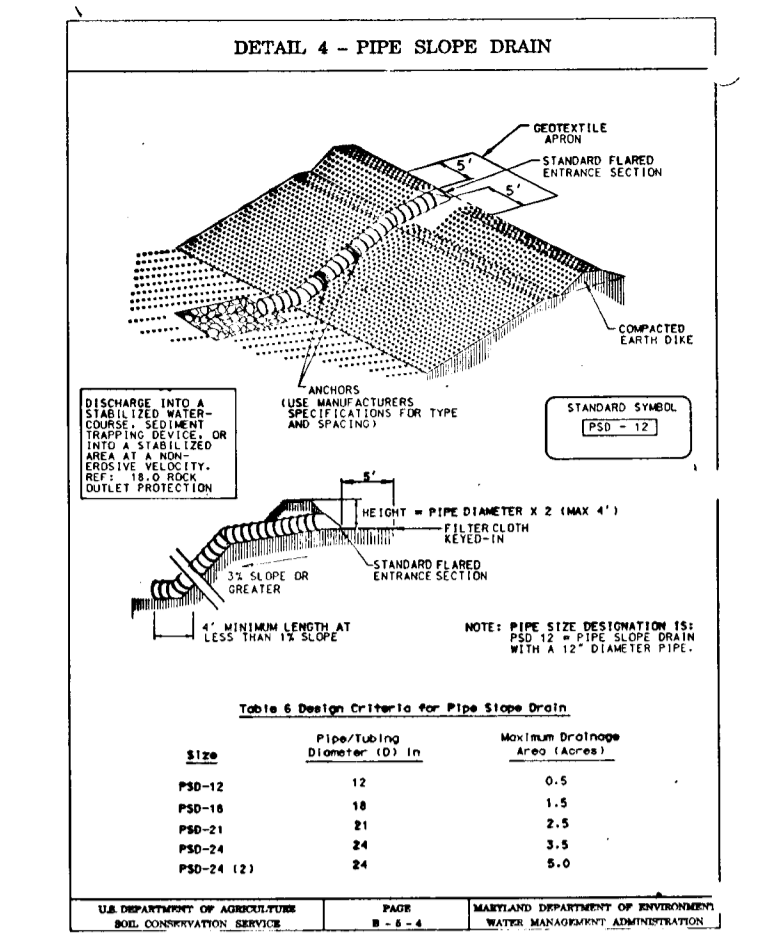 DETAIL 4 - PIPE SLOPE DRAIN
GEOTEXTILE
APRON
5'
STANDARD FLARED
ENTRANCE SECTION
5'
COMPACTED
EARTH DIKE
ANCHORS
(USE MANUFACTURERS
SPECIFICATIONS FOR TYPE
AND SPACING)
DISCHARGE INTO A
STABILIZED WATER-
COURSE, SEDIMENT
TRAPPING DEVICE, OR
INTO A STABILIZED
AREA AT A NON-
EROSIVE VELOCITY.
REF: 18.0 ROCK
OUTLET PROTECTION
STANDARD SYMBOL
PSD - 12
5'
HEIGHT = PIPE DIAMETER X 2 (MAX 4')
FILTER CLOTH
KEYED-IN
STANDARD FLARED
ENTRANCE SECTION
3% SLOPE OR
GREATER
4' MINIMUM LENGTH AT
LESS THAN 1% SLOPE
NOTE: PIPE SIZE DESIGNATION IS:
PSD 12 = PIPE SLOPE DRAIN
WITH A 12" DIAMETER PIPE.
Table 6 Design Criteria for Pipe Slope Drain
Size
Pipe/Tubing
Diameter (D) in
Maximum Drainage
Area (Acres)
PSD-12 12 0.5
PSD-18 18 1.5
PSD-21 21 2.5
PSD-24 24 3.5
PSD-24 (2) 24 5.0
U.S. DEPARTMENT OF AGRICULTURE
SOIL CONSERVATION SERVICE
PAGE
B - 5 - 4
MARYLAND DEPARTMENT OF ENVIRONMENT
WATER MANAGEMENT ADMINISTRATION